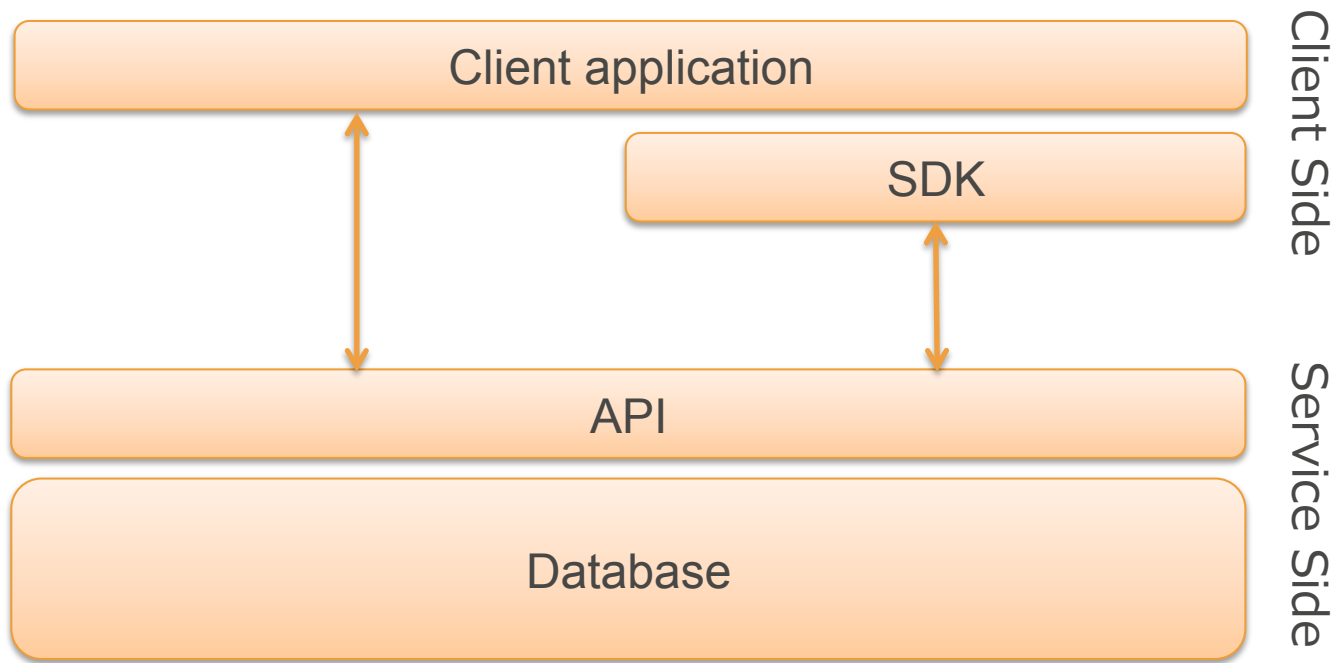 Client application
SDK
Client Side
API
Database
Service Side